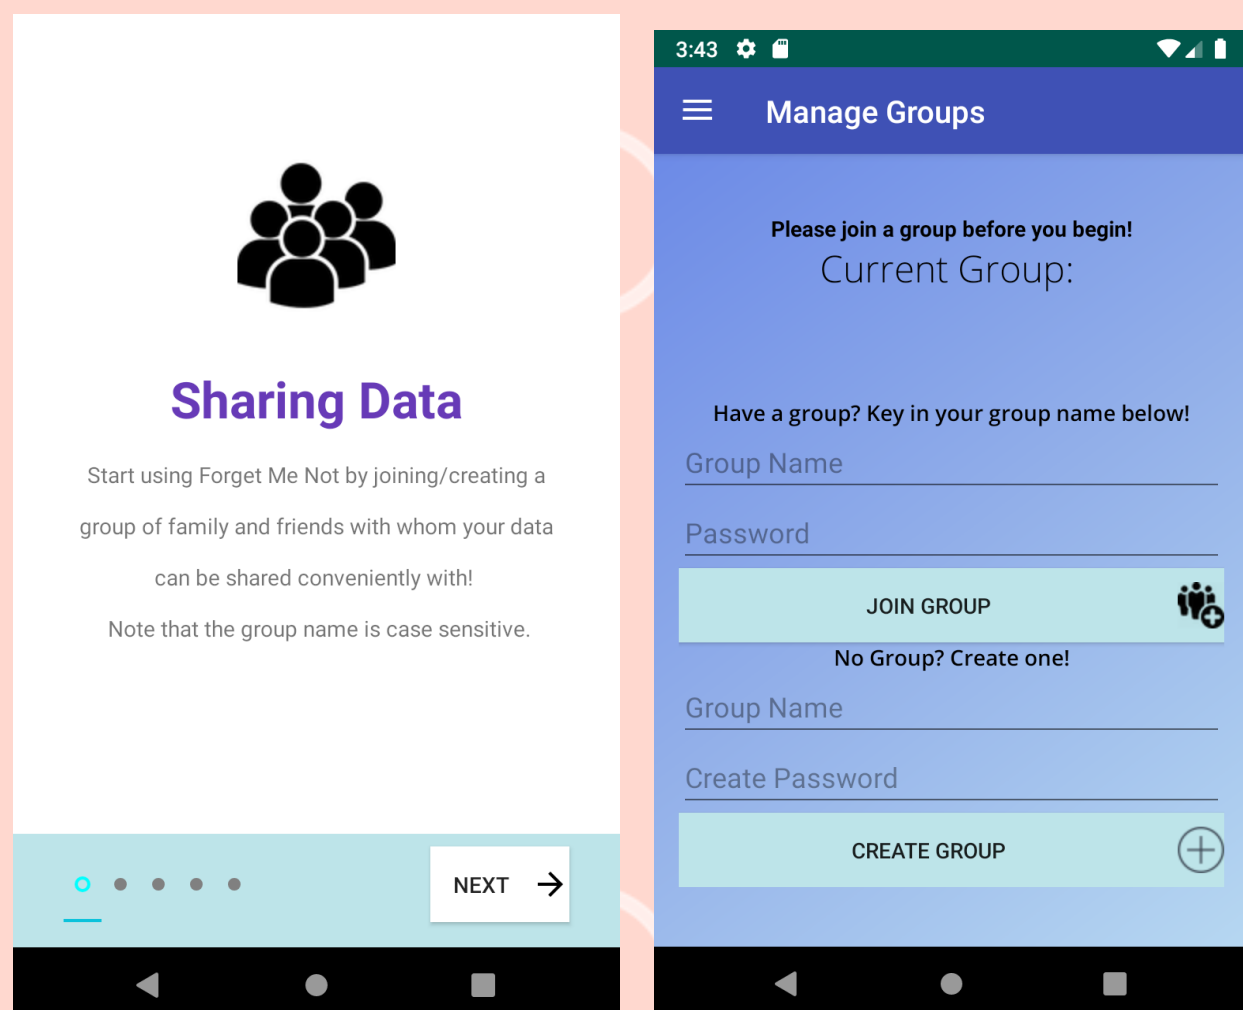 Sharing Data
Start using Forget Me Not by joining/creating a
group of family and friends with whom your data
can be shared conveniently with!
Note that the group name is case sensitive.
NEXT
3:43
Manage Groups
Please join a group before you begin!
Current Group:
Have a group? Key in your group name below!
Group Name
Password
JOIN GROUP
No Group? Create one!
Group Name
Create Password
CREATE GROUP